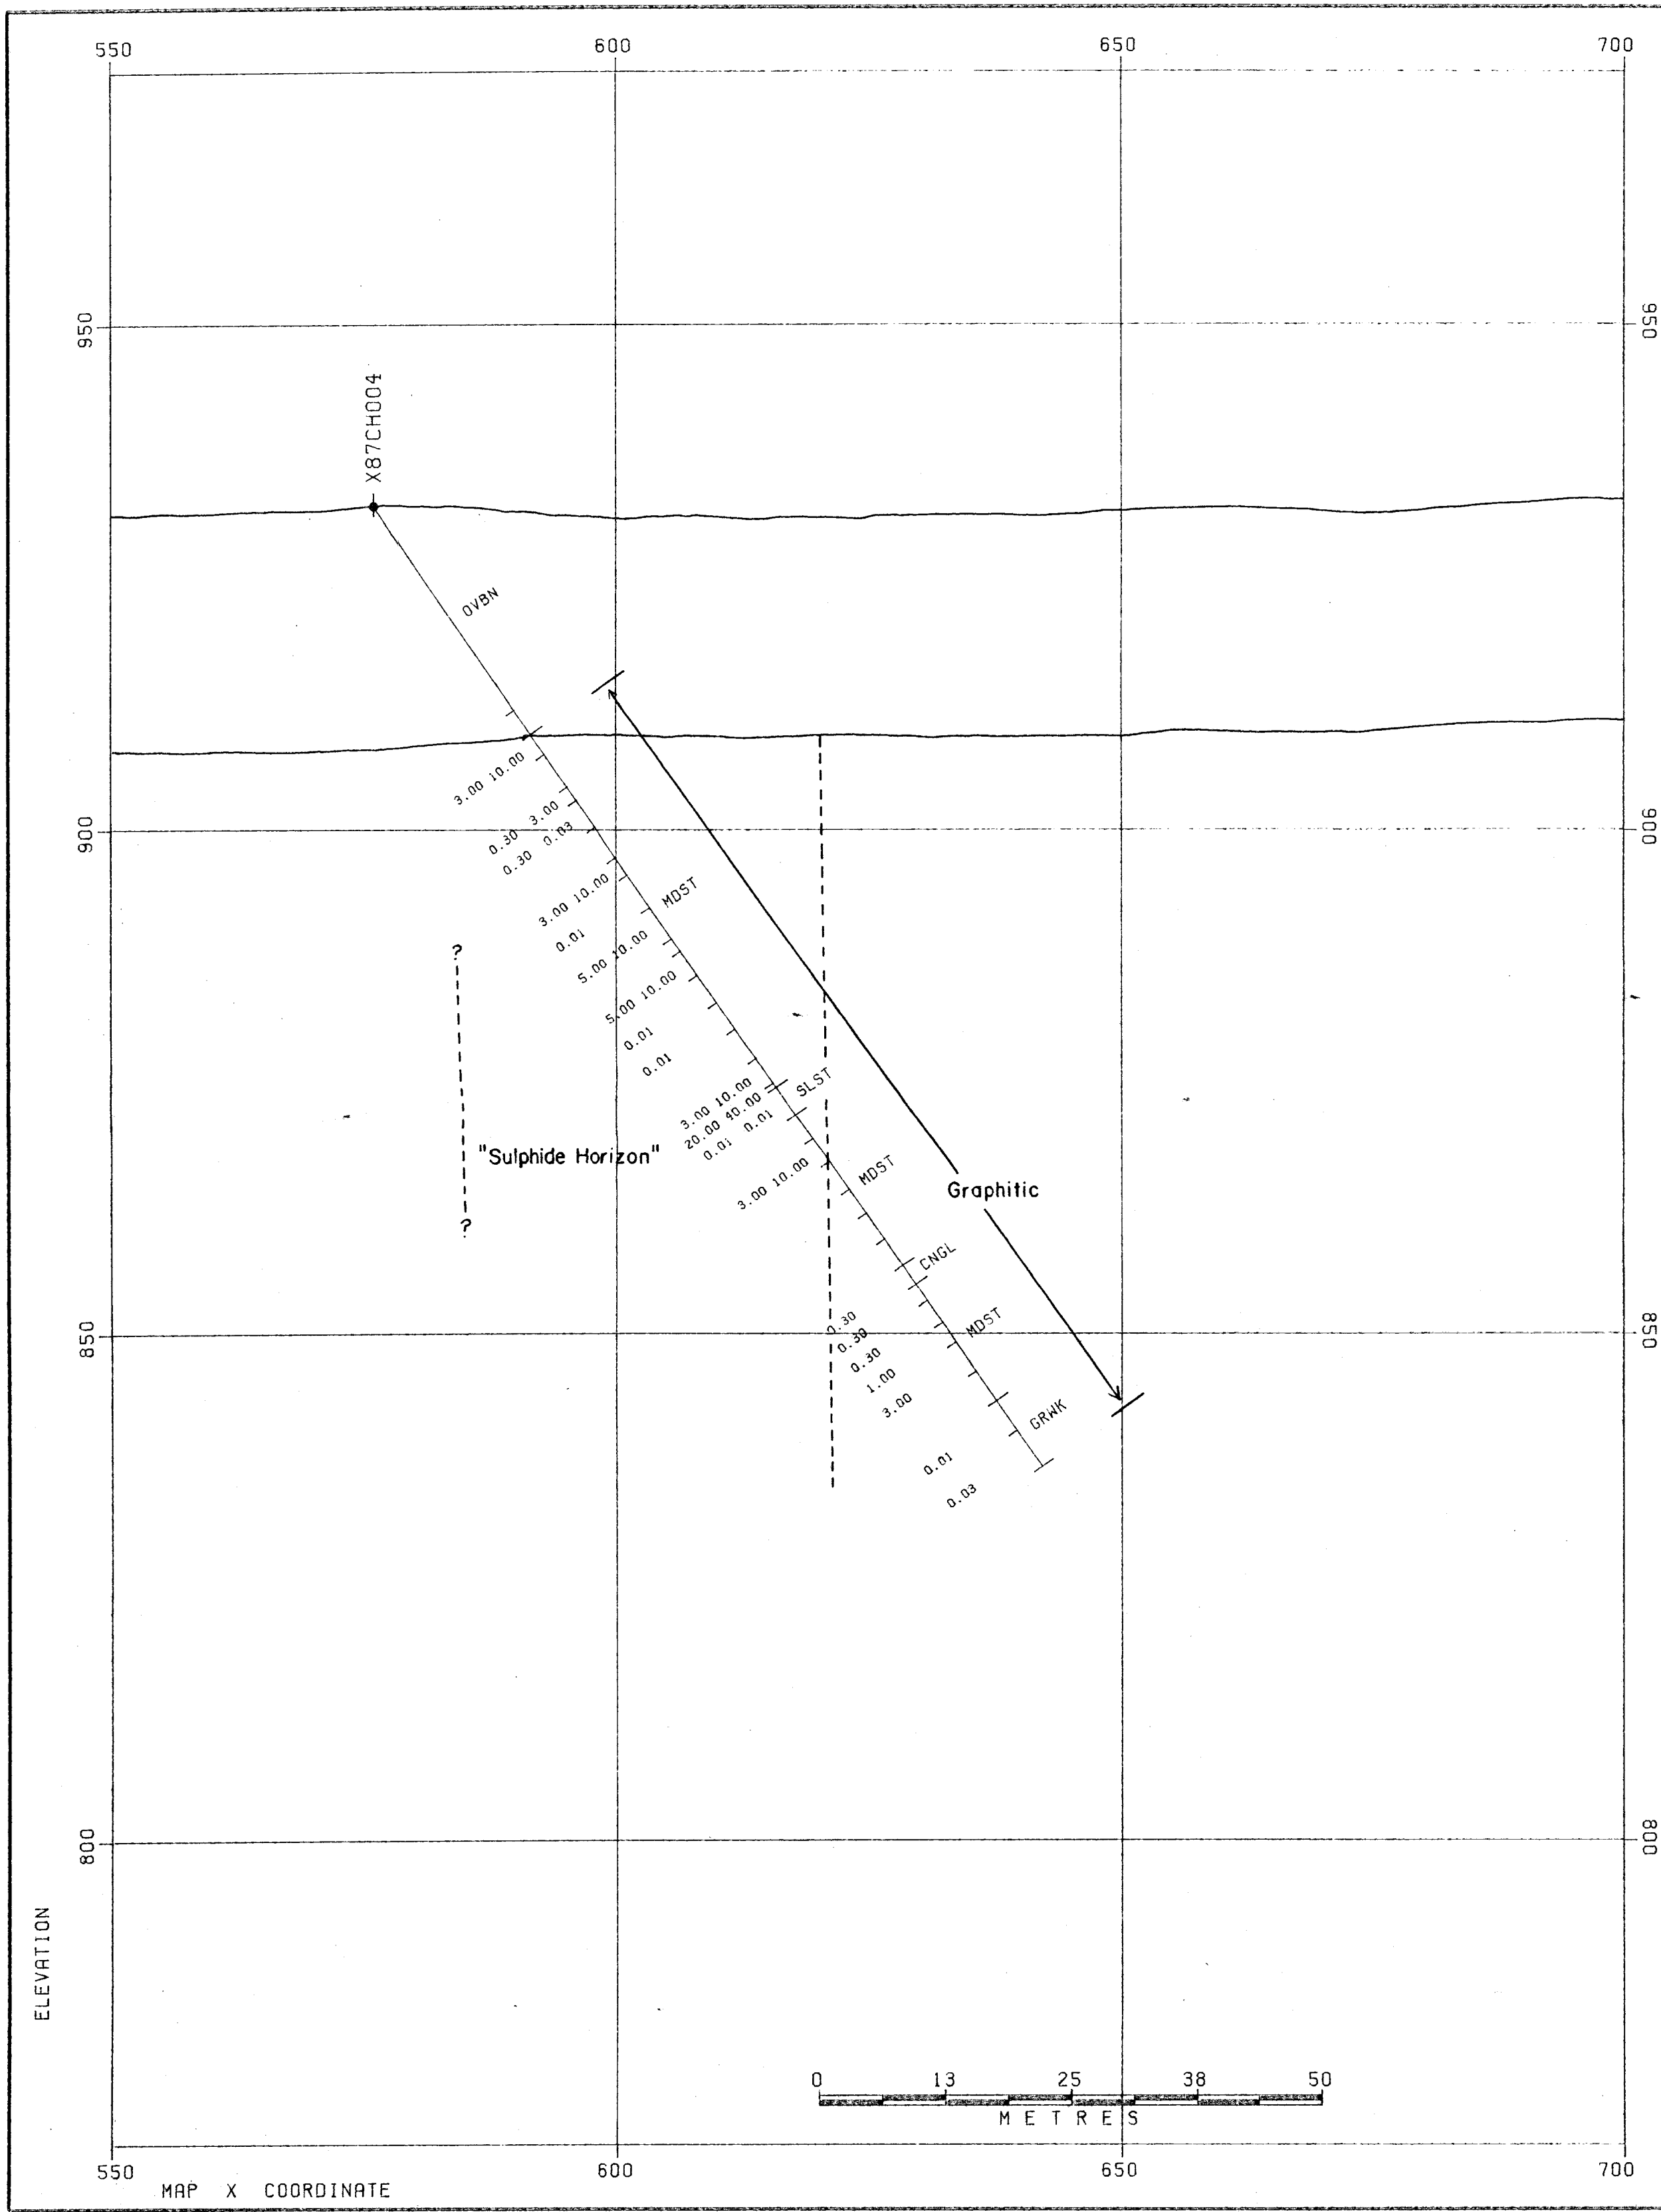 550 600 650 700
950 950
X87CH004
OVBN
3.00 10.00
0.30 3.00
900 900
0.30 0.03
3.00 10.00
MDST
0.01
5.00 10.00
?
5.00 10.00
0.01
0.01
3.00 10.00
SLST
20.00 40.00
0.01 0.01
"Sulphide Horizon"
3.00 10.00
MDST
Graphitic
?
CNGL
0.30
850 850
MDST
0.30
0.30
1.00
3.00
GRWK
0.01
0.03
800 800
ELEVATION
0 13 25 38 50
METRES
550 600 650 700
MAP X COORDINATE